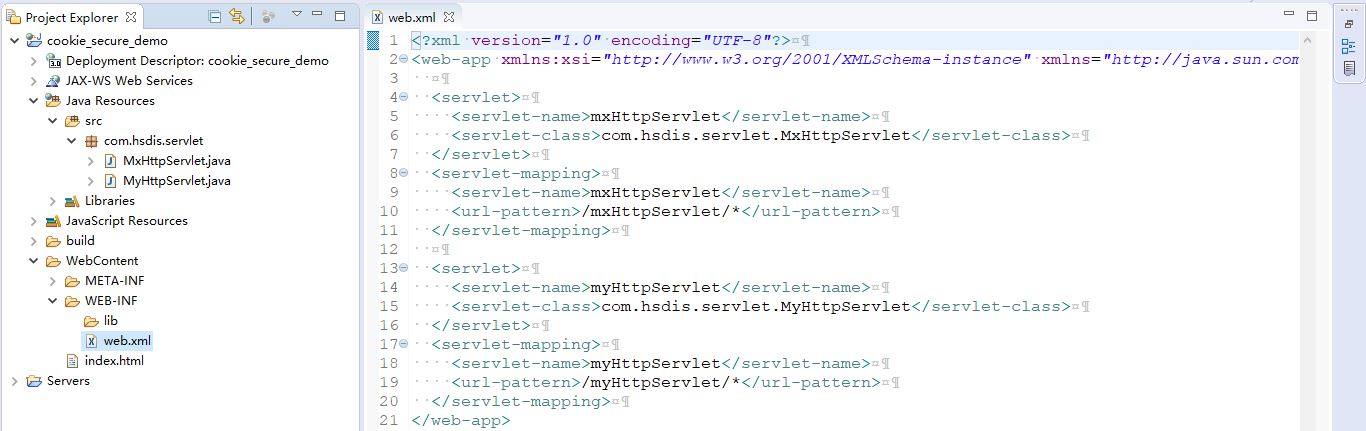 Project Explorer
cookie_secure_demo
Deployment Descriptor: cookie_secure_demo
JAX-WS Web Services
Java Resources
src
com.hsdis.servlet
MxHttpServlet.java
MyHttpServlet.java
Libraries
JavaScript Resources
build
WebContent
META-INF
WEB-INF
lib
web.xml
index.html
Servers
web.xml
1 <?xml version="1.0" encoding="UTF-8"?>
2 <web-app xmlns:xsi="http://www.w3.org/2001/XMLSchema-instance" xmlns="http://java.sun.com
3
4 <servlet>
5 <servlet-name>mxHttpServlet</servlet-name>
6 <servlet-class>com.hsdis.servlet.MxHttpServlet</servlet-class>
7 </servlet>
8 <servlet-mapping>
9 <servlet-name>mxHttpServlet</servlet-name>
10 <url-pattern>/mxHttpServlet/*</url-pattern>
11 </servlet-mapping>
12
13 <servlet>
14 <servlet-name>myHttpServlet</servlet-name>
15 <servlet-class>com.hsdis.servlet.MyHttpServlet</servlet-class>
16 </servlet>
17 <servlet-mapping>
18 <servlet-name>myHttpServlet</servlet-name>
19 <url-pattern>/myHttpServlet/*</url-pattern>
20 </servlet-mapping>
21 </web-app>